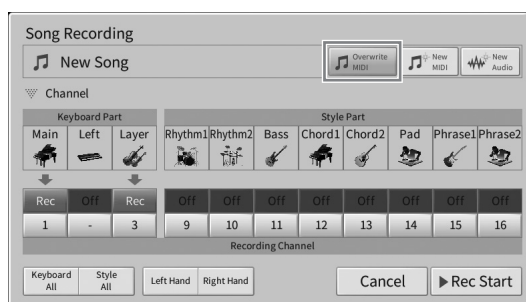 Song Recording
New Song
Overwrite MIDI
New MIDI
New Audio
Channel
Keyboard Part
Style Part
Main Left Layer Rhythm1 Rhythm2 Bass Chord1 Chord2 Pad Phrase1 Phrase2
Rec Off Rec Off Off Off Off Off Off Off Off
1 - 3 9 10 11 12 13 14 15 16
Recording Channel
Keyboard All
Style All
Left Hand
Right Hand
Cancel
Rec Start